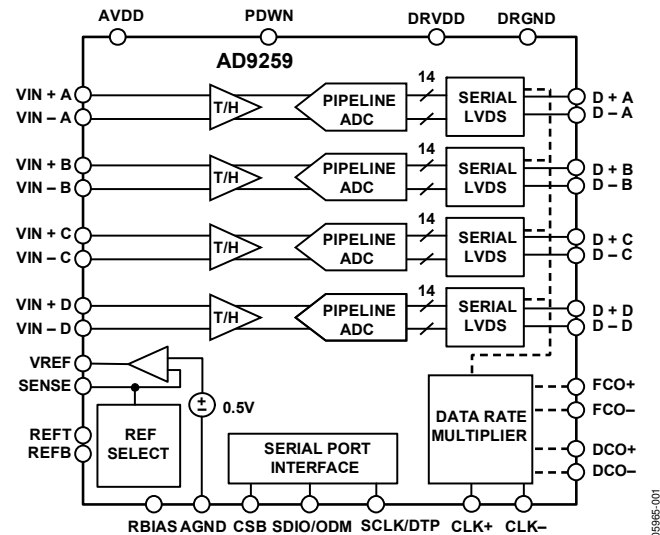 AVDD PDWN DRVDD DRGND
AD9259
VIN + A
VIN – A
T/H
PIPELINE
ADC
14
SERIAL
LVDS
D + A
D – A
VIN + B
VIN – B
T/H
PIPELINE
ADC
14
SERIAL
LVDS
D + B
D – B
VIN + C
VIN – C
T/H
PIPELINE
ADC
14
SERIAL
LVDS
D + C
D – C
VIN + D
VIN – D
T/H
PIPELINE
ADC
14
SERIAL
LVDS
D + D
D – D
VREF
SENSE
+
–
0.5V
REFT
REFB
REF
SELECT
SERIAL PORT
INTERFACE
DATA RATE
MULTIPLIER
FCO+
FCO–
DCO+
DCO–
RBIAS AGND CSB SDIO/ODM SCLK/DTP CLK+ CLK–
05965-001